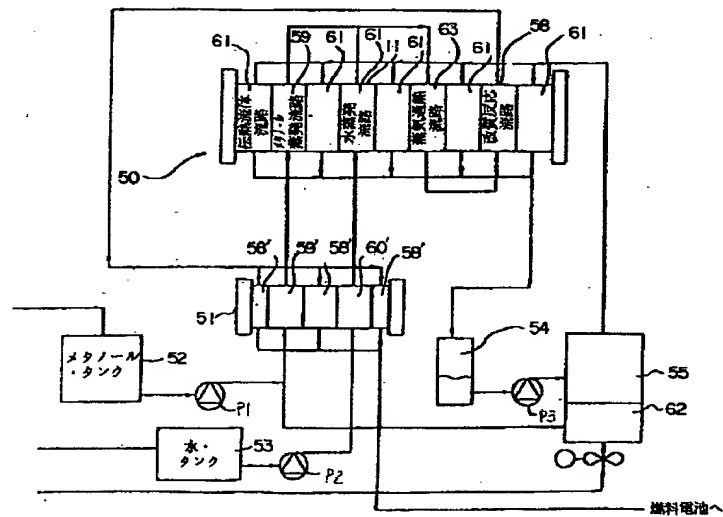 61
59
61
61
11
61
63
61
58
61
伝熱流体流路
メタノール蒸発流路
水蒸発流路
蒸気過熱流路
改質反応流路
50
58'
59'
58'
60'
58'
51
54
55
62
メタノール・タンク
52
P1
水・タンク
53
P2
P3
燃料電池へ